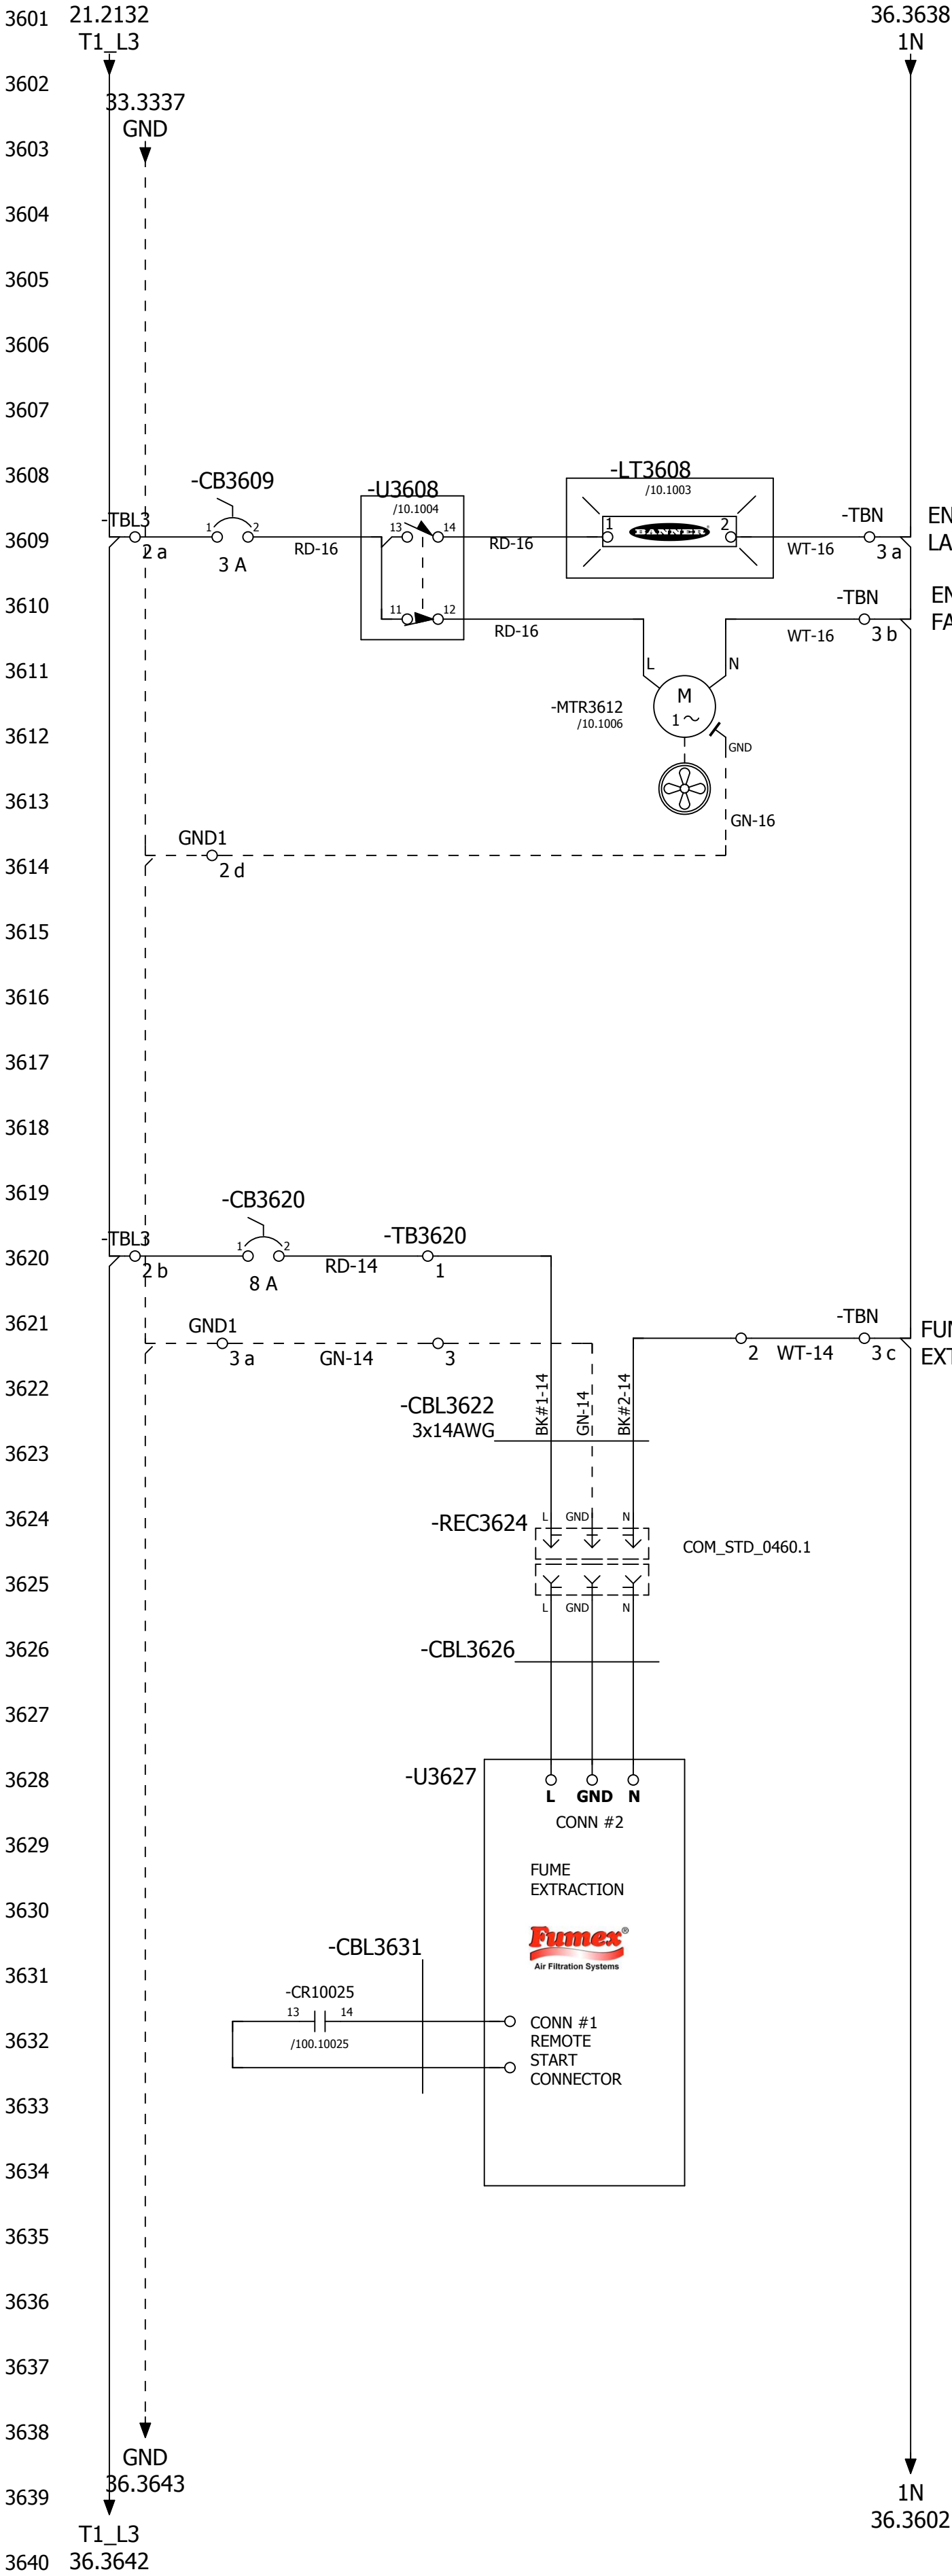 3601 21.2132 36.3638
T1_L3 1N
3602
33.3337
GND
3603
3604
3605
3606
3607
3608
-CB3609 -U3608 -LT3608
/10.1004 /10.1003
-TBL3 1 2 13 14 1 BANNER 2 -TBN
3609 2 a 3 A RD-16 RD-16 WT-16 3 a
3610 11 12 -TBN
RD-16 WT-16 3 b
3611 L N
-MTR3612 M
/10.1006 1
3612 GND
3613 GN-16
GND1
3614 2 d
3615
3616
3617
3618
3619
-CB3620
-TBL3 1 2 -TB3620
3620 2 b 8 A RD-14 1
3621 GND1 -TBN
3 a GN-14 3 2 WT-14 3 c
3622
BK#1-14 GN-14 BK#2-14
-CBL3622
3x14AWG
3623
3624 -REC3624 L GND N
COM_STD_0460.1
3625
L GND N
3626 -CBL3626
3627
3628 -U3627
L GND N
CONN #2
3629
FUME
EXTRACTION
3630
Fumex®
Air Filtration Systems
-CBL3631
3631
-CR10025
13 14
/100.10025
3632
CONN #1
REMOTE
START
CONNECTOR
3633
3634
3635
3636
3637
3638
GND
36.3643
3639 1N
36.3602
T1_L3
3640 36.3642